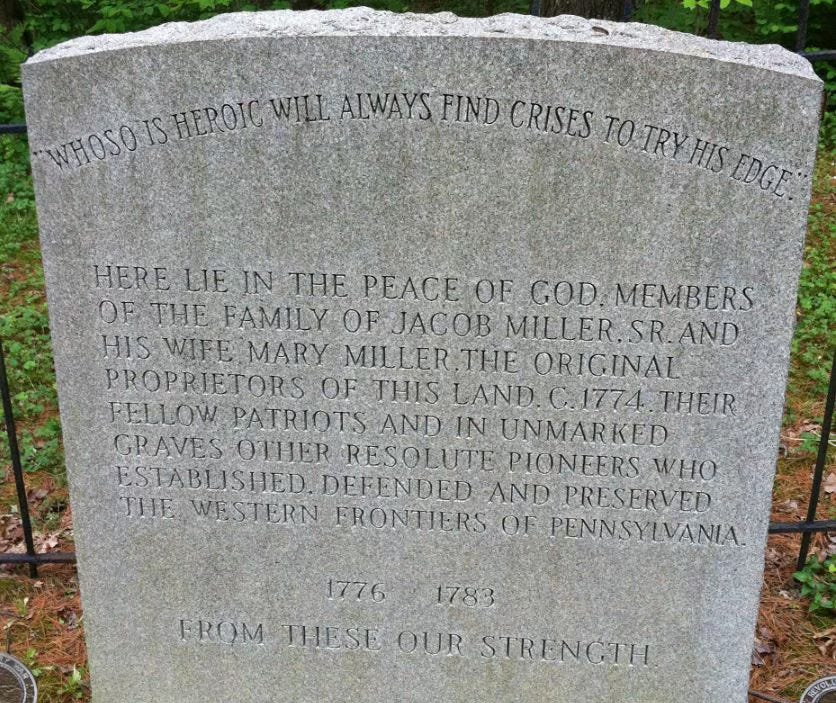 "WHOSO IS HEROIC WILL ALWAYS FIND CRISES TO TRY HIS EDGE."
HERE LIE IN THE PEACE OF GOD, MEMBERS
OF THE FAMILY OF JACOB MILLER, SR. AND
HIS WIFE MARY MILLER, THE ORIGINAL
PROPRIETORS OF THIS LAND, C. 1774. THEIR
FELLOW PATRIOTS AND IN UNMARKED
GRAVES OTHER RESOLUTE PIONEERS WHO
ESTABLISHED, DEFENDED AND PRESERVED
THE WESTERN FRONTIERS OF PENNSYLVANIA.
1776 1783
FROM THESE OUR STRENGTH